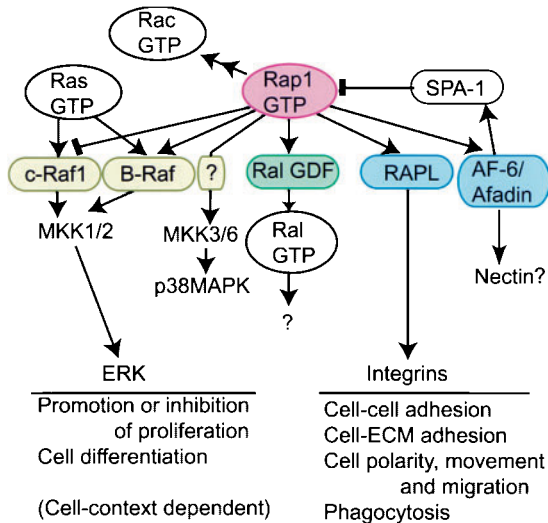 Rac
GTP
Ras
GTP
Rap1
GTP
SPA-1
c-Raf1
B-Raf
?
Ral GDF
RAPL
AF-6/
Afadin
MKK1/2
MKK3/6
Ral
GTP
p38MAPK
Nectin?
?
ERK
Promotion or inhibition
of proliferation
Cell differentiation
(Cell-context dependent)
Integrins
Cell-cell adhesion
Cell-ECM adhesion
Cell polarity, movement
and migration
Phagocytosis